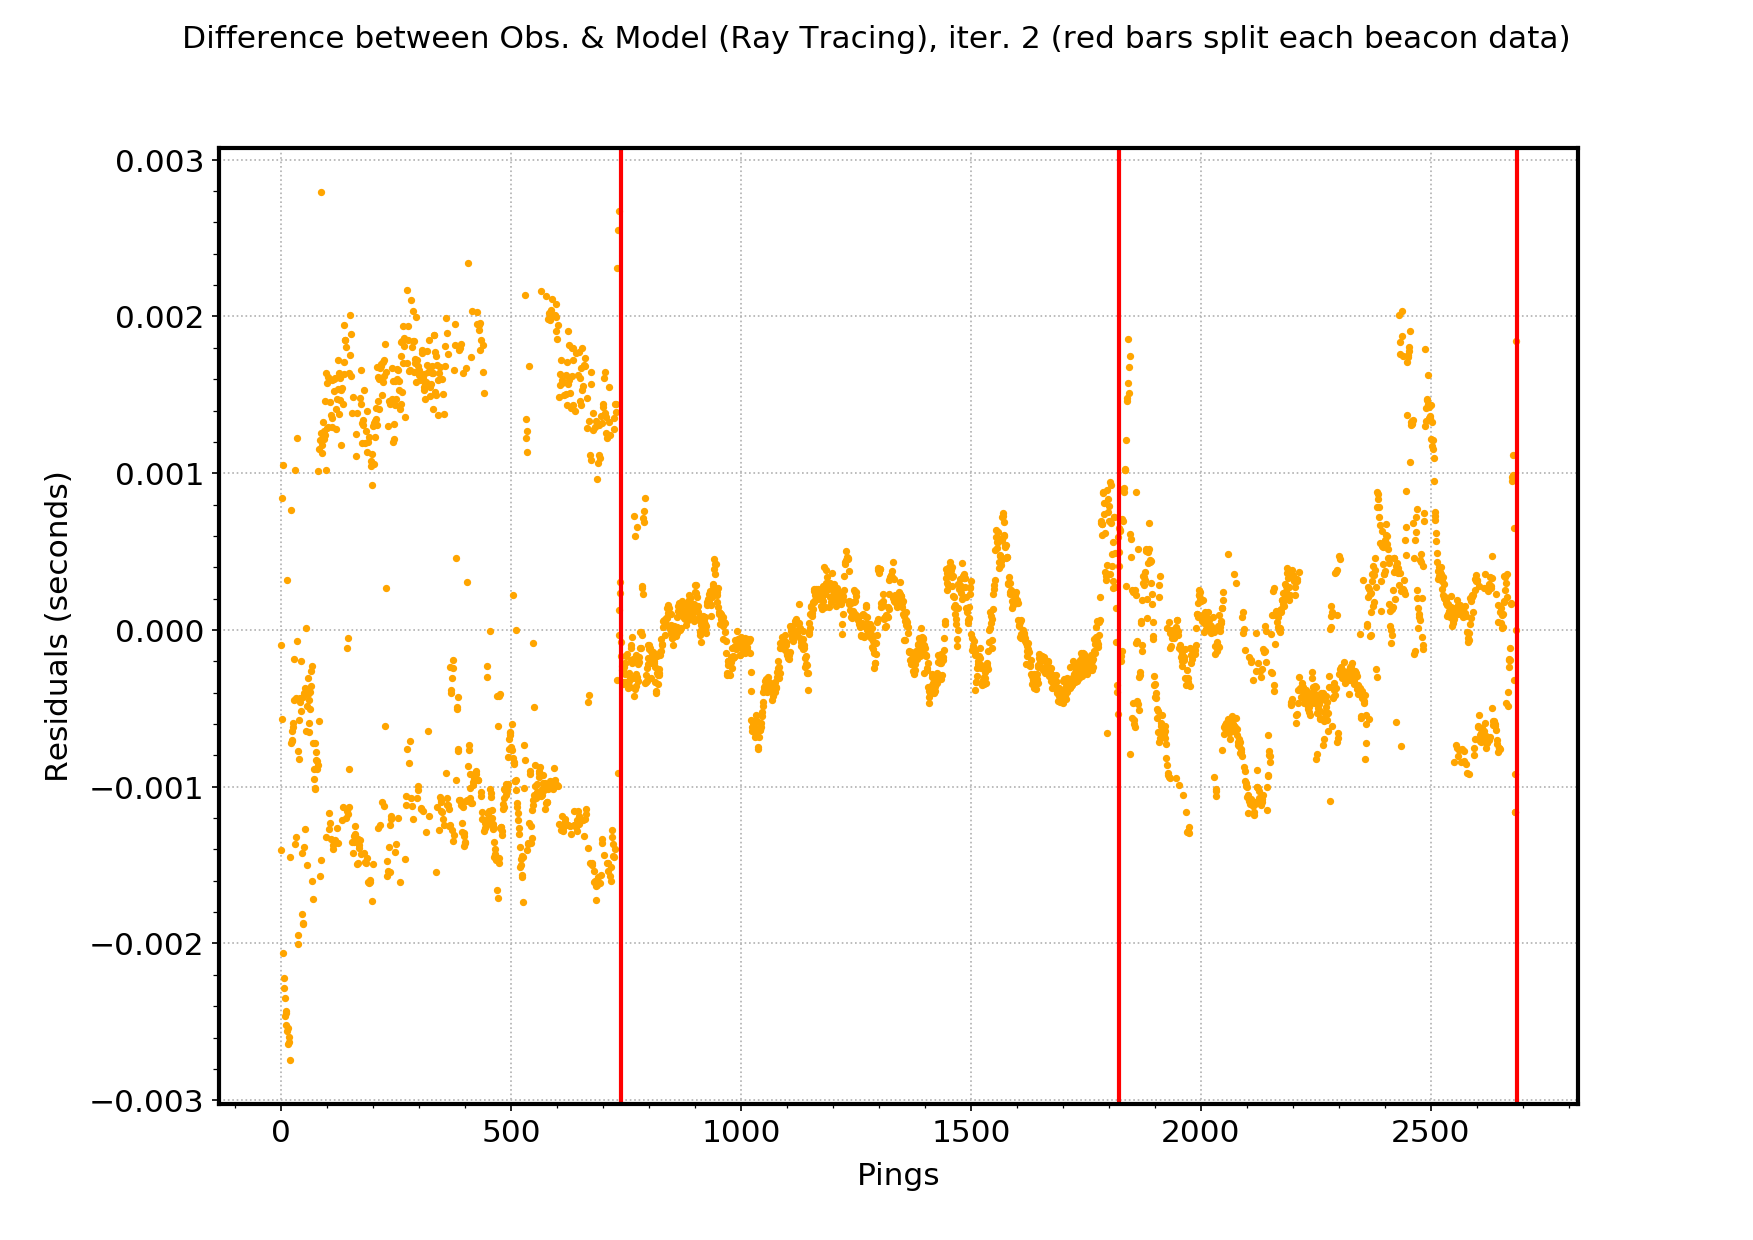 Difference between Obs. & Model (Ray Tracing), iter. 2 (red bars split each beacon data)
0.003
0.002
0.001
0.000
−0.001
−0.002
−0.003
Residuals (seconds)
0 500 1000 1500 2000 2500
Pings